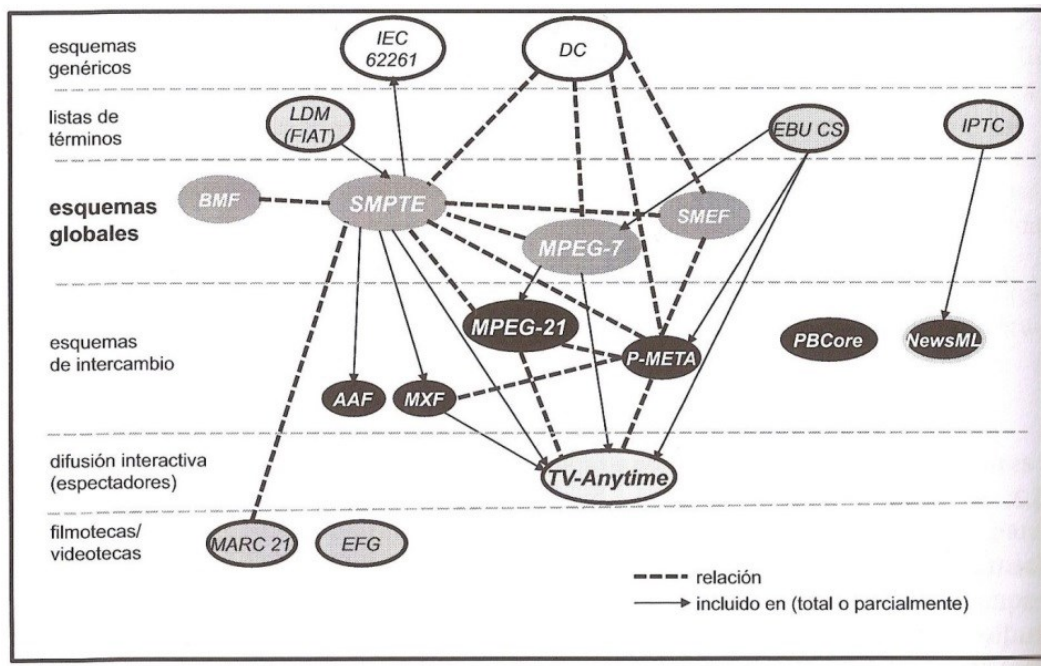 esquemas
genéricos
IEC
62261
DC
listas de
términos
LDM
(FIAT)
EBU CS
IPTC
esquemas
globales
BMF
SMPTE
SMEF
MPEG-7
esquemas
de intercambio
MPEG-21
P-META
PBCore
NewsML
AAF
MXF
difusión interactiva
(espectadores)
TV-Anytime
filmotecas/
videotecas
MARC 21
EFG
relación
incluido en (total o parcialmente)